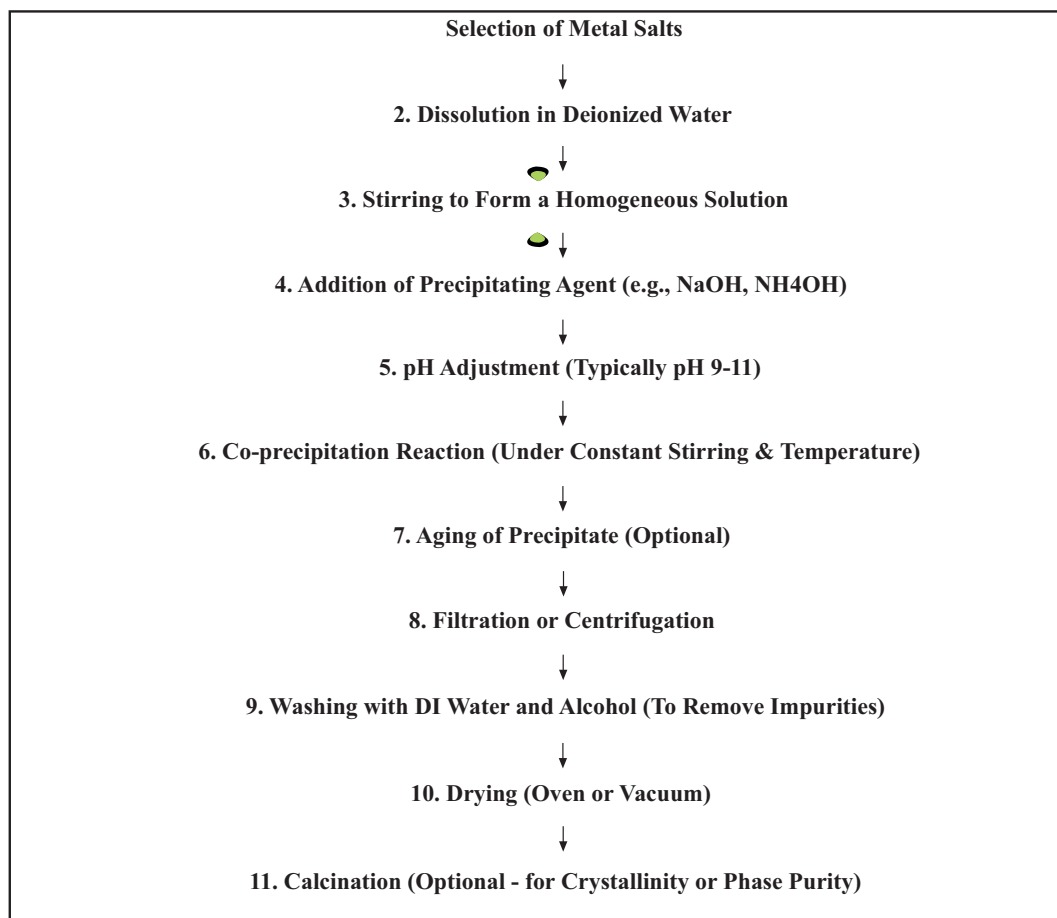 Selection of Metal Salts
2. Dissolution in Deionized Water
3. Stirring to Form a Homogeneous Solution
4. Addition of Precipitating Agent (e.g., NaOH, NH4OH)
5. pH Adjustment (Typically pH 9-11)
6. Co-precipitation Reaction (Under Constant Stirring & Temperature)
7. Aging of Precipitate (Optional)
8. Filtration or Centrifugation
9. Washing with DI Water and Alcohol (To Remove Impurities)
10. Drying (Oven or Vacuum)
11. Calcination (Optional - for Crystallinity or Phase Purity)